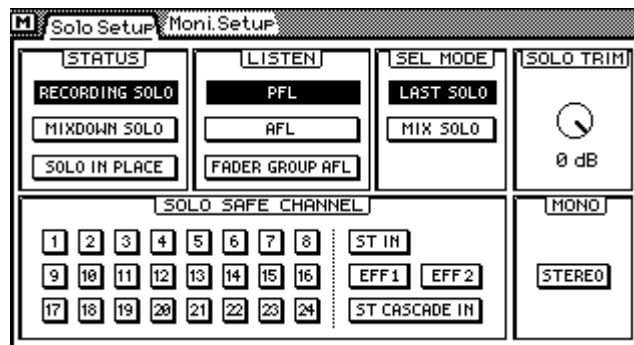 M Solo Setup Moni.Setup
STATUS LISTEN SEL MODE SOLO TRIM
RECORDING SOLO PFL LAST SOLO
MIXDOWN SOLO AFL MIX SOLO
SOLO IN PLACE FADER GROUP AFL 0 dB
SOLO SAFE CHANNEL MONO
1 2 3 4 5 6 7 8 ST IN
9 10 11 12 13 14 15 16 EFF1 EFF2 STEREO
17 18 19 20 21 22 23 24 ST CASCADE IN